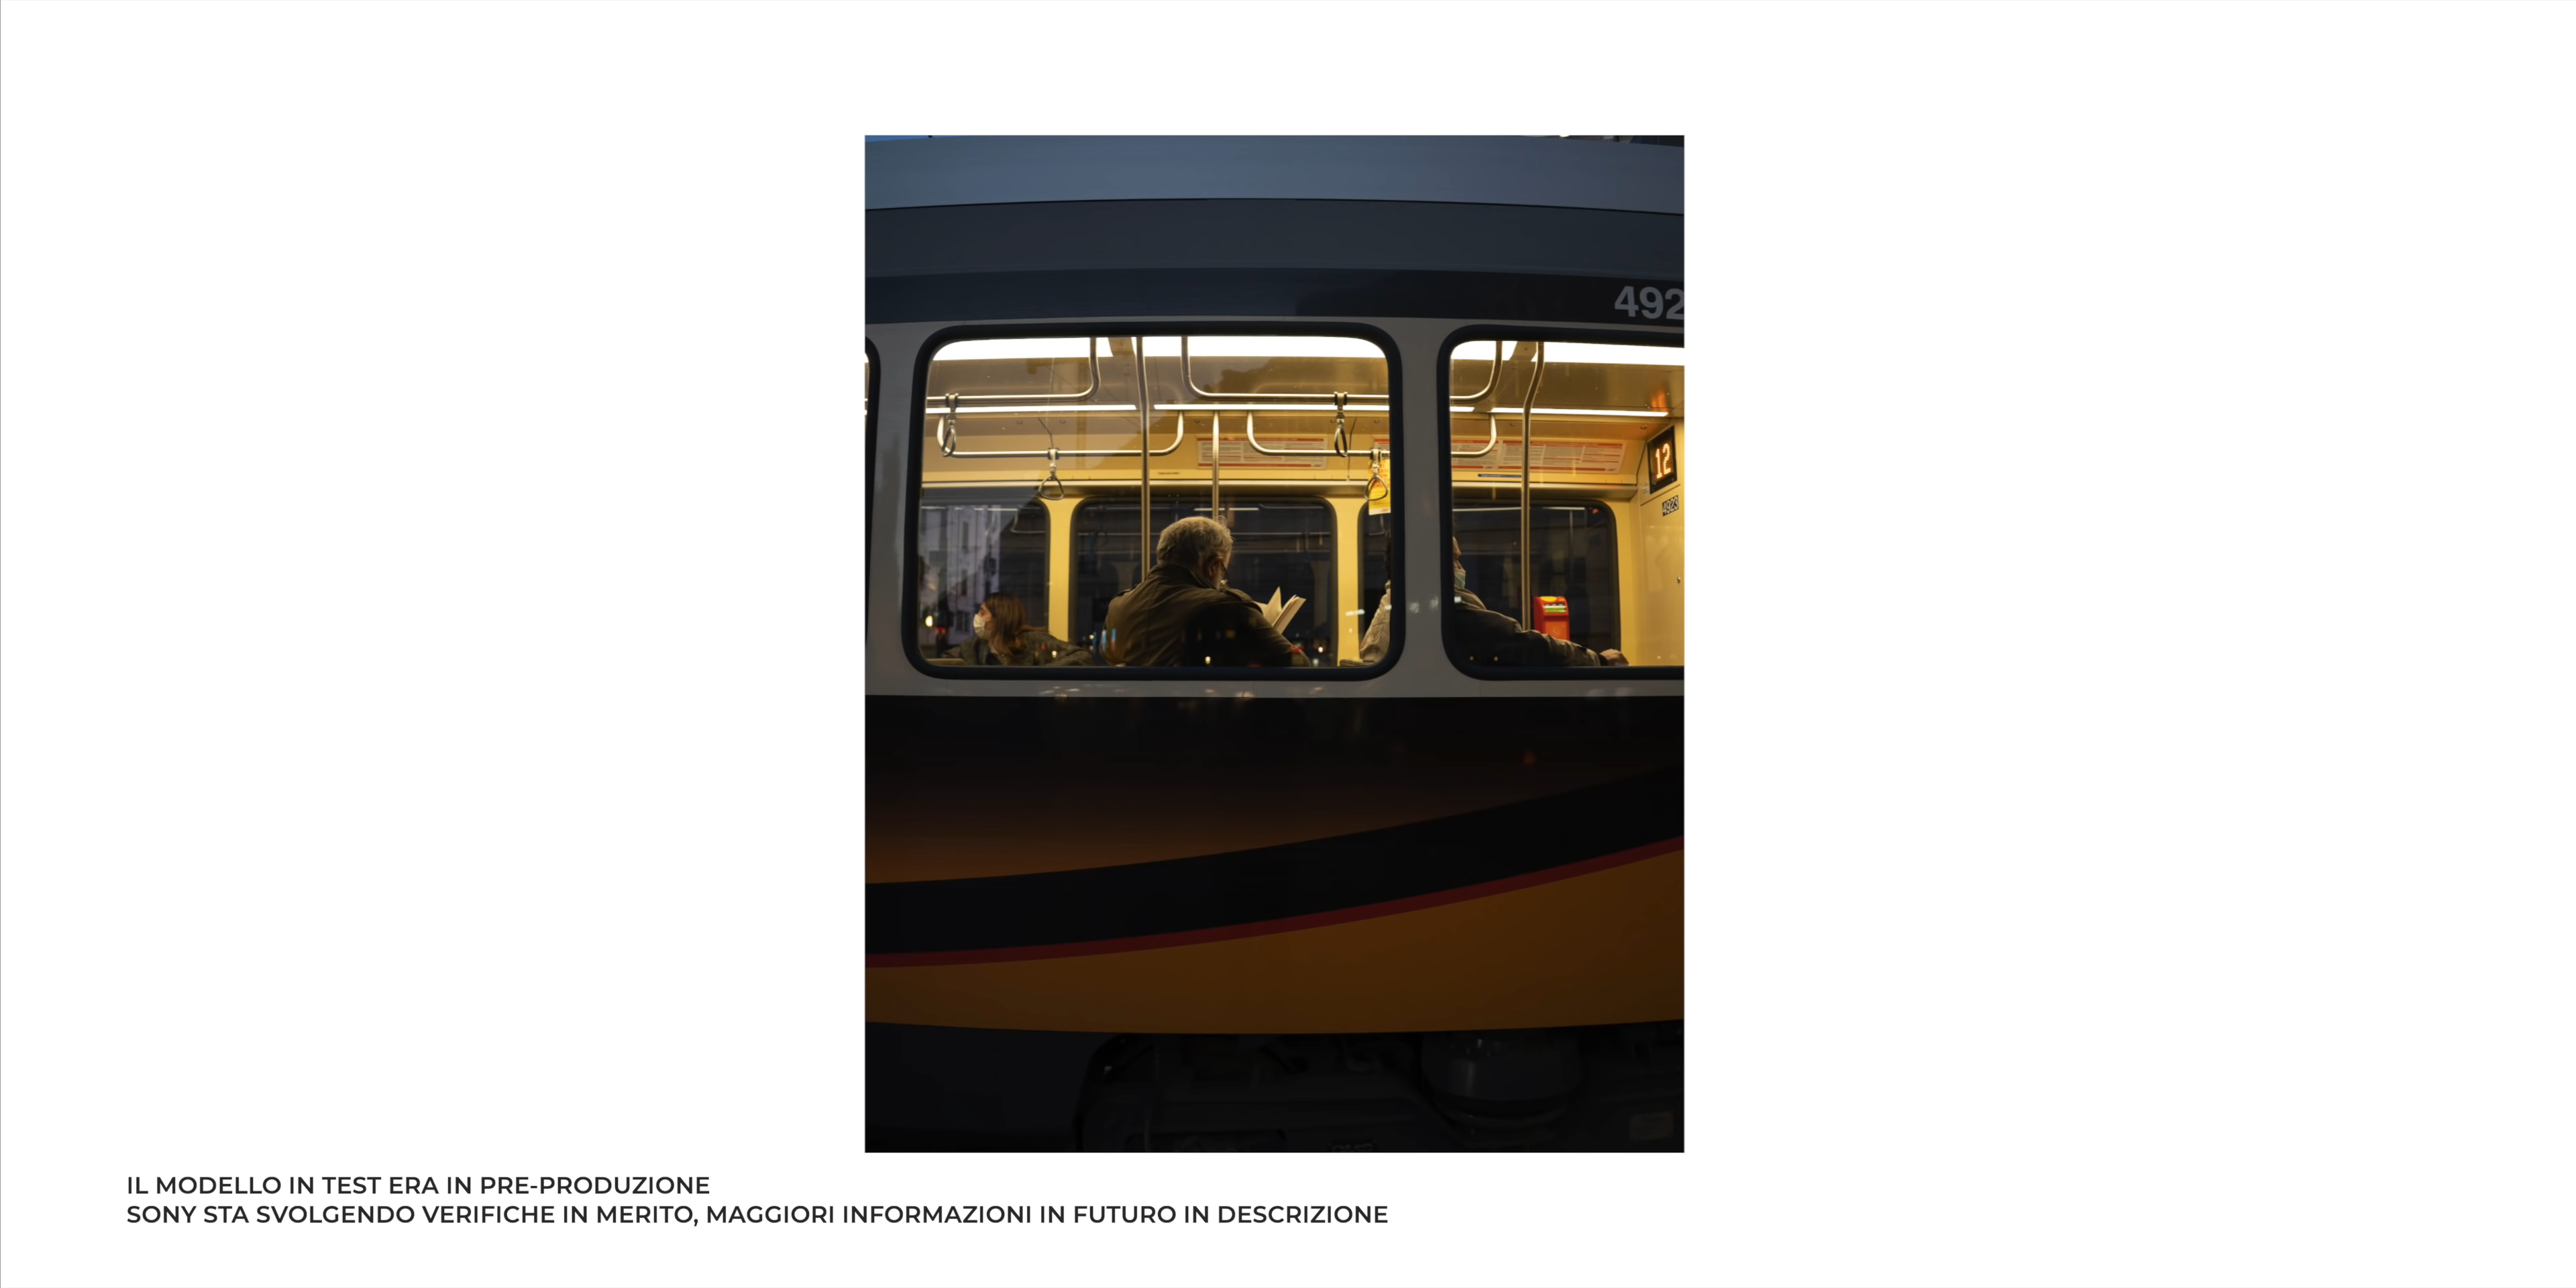 492
12
4923
IL MODELLO IN TEST ERA IN PRE-PRODUZIONE
SONY STA SVOLGENDO VERIFICHE IN MERITO, MAGGIORI INFORMAZIONI IN FUTURO IN DESCRIZIONE